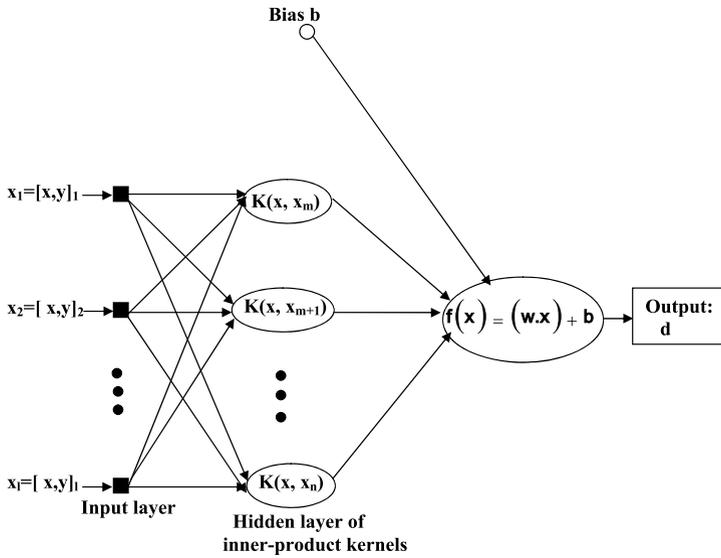 Bias b
x₁=[x,y]₁
K(x, xₘ)
x₂=[ x,y]₂
K(x, xₘ₊₁)
f(x) = (w.x) + b
Output:
d
xₗ=[ x,y]ₗ
K(x, xₙ)
Input layer
Hidden layer of
inner-product kernels